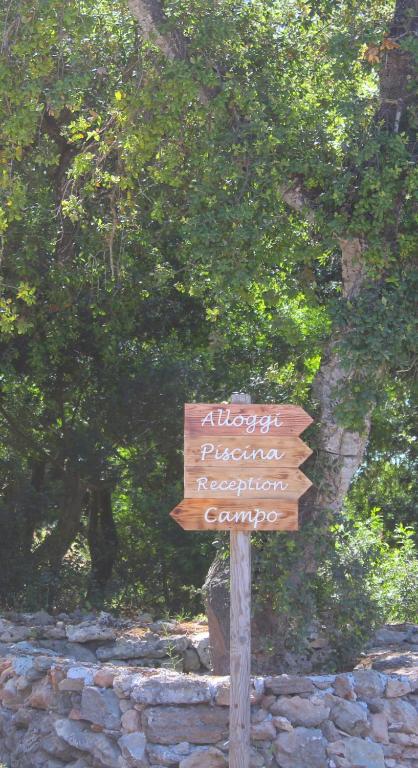 Alloggi
Piscina
Reception
Campo